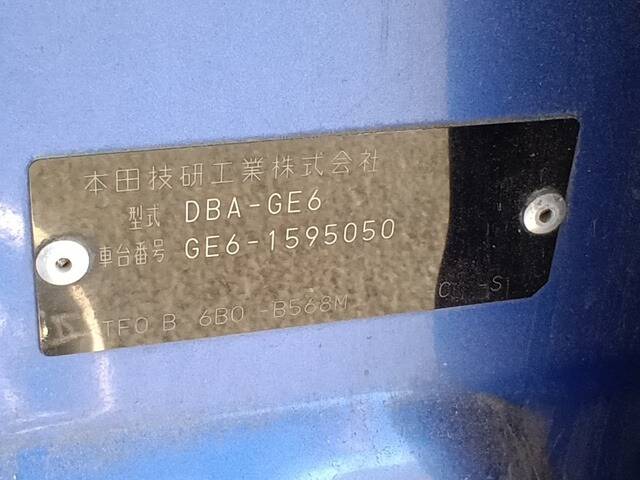 本田技研工業株式会社
型式 DBA-GE6
車台番号 GE6-1595050
TF0 B 6B0 -B568M C -S